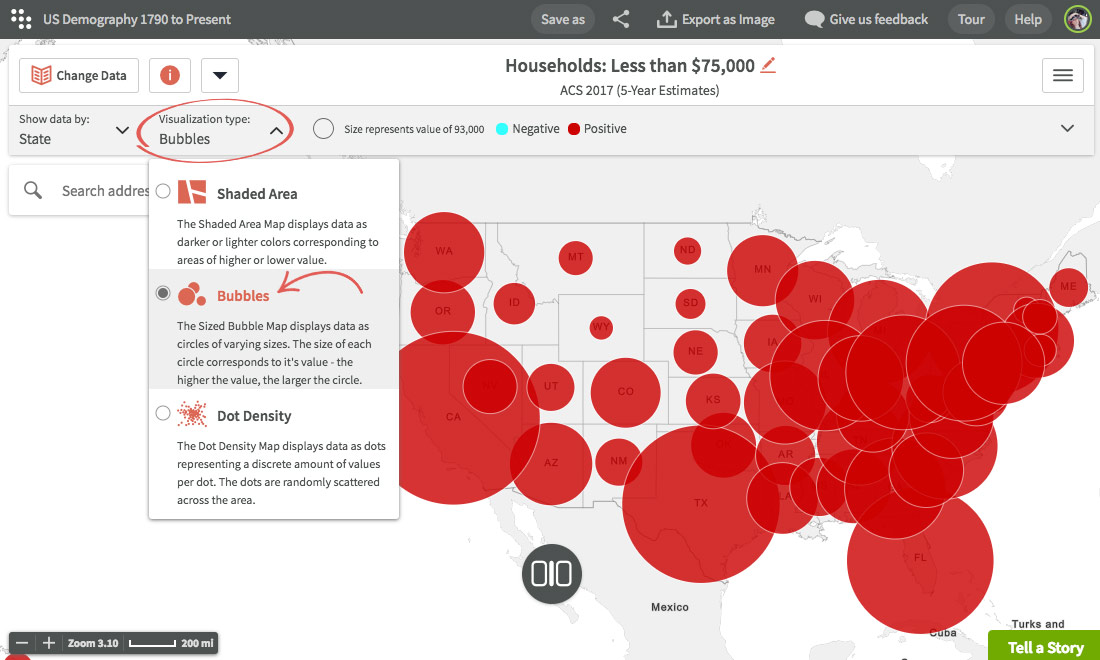 US Demography 1790 to Present
Save as
Export as Image
Give us feedback
Tour
Help
Change Data
Households: Less than $75,000
ACS 2017 (5-Year Estimates)
Show data by:
State
Visualization type:
Bubbles
Size represents value of 93,000
Negative
Positive
Search addres
Shaded Area
The Shaded Area Map displays data as
darker or lighter colors corresponding to
areas of higher or lower value.
Bubbles
The Sized Bubble Map displays data as
circles of varying sizes. The size of each
circle corresponds to it's value - the
higher the value, the larger the circle.
Dot Density
The Dot Density Map displays data as dots
representing a discrete amount of values
per dot. The dots are randomly scattered
across the area.
WA
MT
ND
MN
ME
OR
ID
SD
WI
WY
IA
NE
NV
UT
CO
KS
CA
OK
AZ
NM
AR
TN
TX
LA
FL
Mexico
Cuba
Turks and
Zoom 3.10
200 mi
Tell a Story